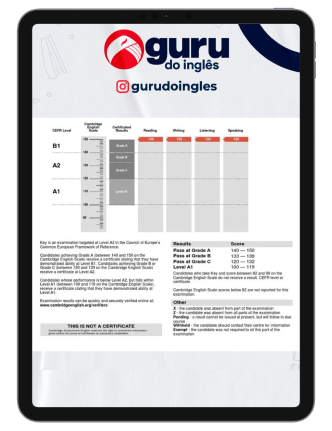 guru
do inglês
gurudoingles
CEFR Level
Cambridge
English
Scale
Certificated
Results
Reading
Writing
Listening
Speaking
150
150
150
150
150
B1
Grade A
140
Grade B
A2
Grade C
120
A1
Level A1
100
Key is an examination targeted at Level A2 in the Council of Europe's
Common European Framework of Reference.
Candidates achieving Grade A (between 140 and 150 on the
Cambridge English Scale) receive a certificate stating that they have
demonstrated ability at Level B1. Candidates achieving Grade B or
Grade C (between 120 and 139 on the Cambridge English Scale)
receive a certificate at Level A2.
Candidates whose performance is below Level A2, but falls within
Level A1 (between 100 and 119 on the Cambridge English Scale),
receive a certificate stating that they have demonstrated ability at
Level A1.
Examination results can be quickly and securely verified online at
www.cambridgeenglish.org/verifiers
THIS IS NOT A CERTIFICATE
Results Score
Pass at Grade A 140 — 150
Pass at Grade B 133 — 139
Pass at Grade C 120 — 132
Level A1 100 — 119
Candidates who take Key and score between 82 and 99 on the
Cambridge English Scale do not receive a result, CEFR level or
certificate.
Cambridge English Scale scores below 82 are not reported for this
examination.
Other
X - the candidate was absent from part of the examination
Z - the candidate was absent from all parts of the examination
Pending - a result cannot be issued at present, but will follow in due
course
Withheld - the candidate should contact their centre for information
Exempt - the candidate was not required to sit this part of the
examination